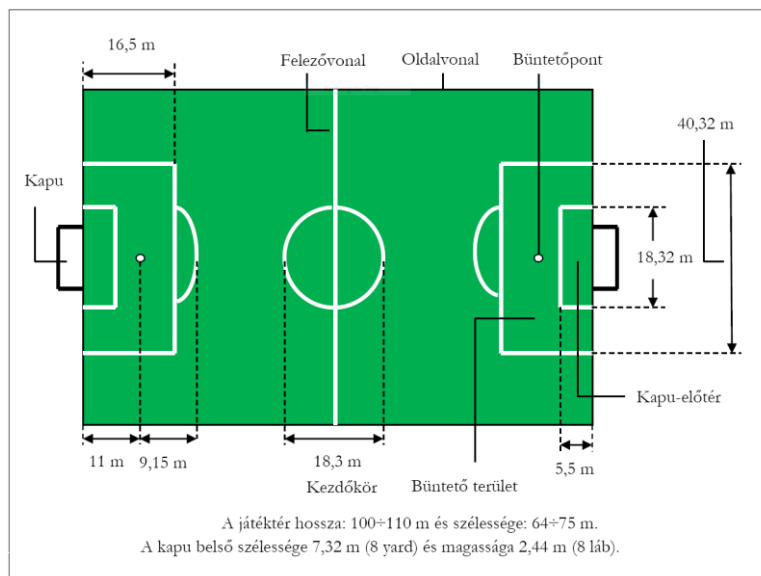 16,5 m
Felezővonal
Oldalvonal
Büntetőpont
40,32 m
Kapu
18,32 m
Kapu-előtér
11 m
9,15 m
18,3 m
5,5 m
Kezdőkör
Büntető terület
A játéktér hossza: 100÷110 m és szélessége: 64÷75 m.
A kapu belső szélessége 7,32 m (8 yard) és magassága 2,44 m (8 láb).